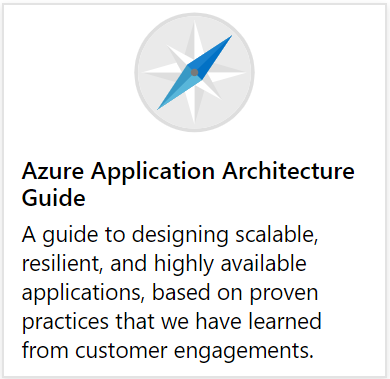 Azure Application Architecture
Guide
A guide to designing scalable,
resilient, and highly available
applications, based on proven
practices that we have learned
from customer engagements.